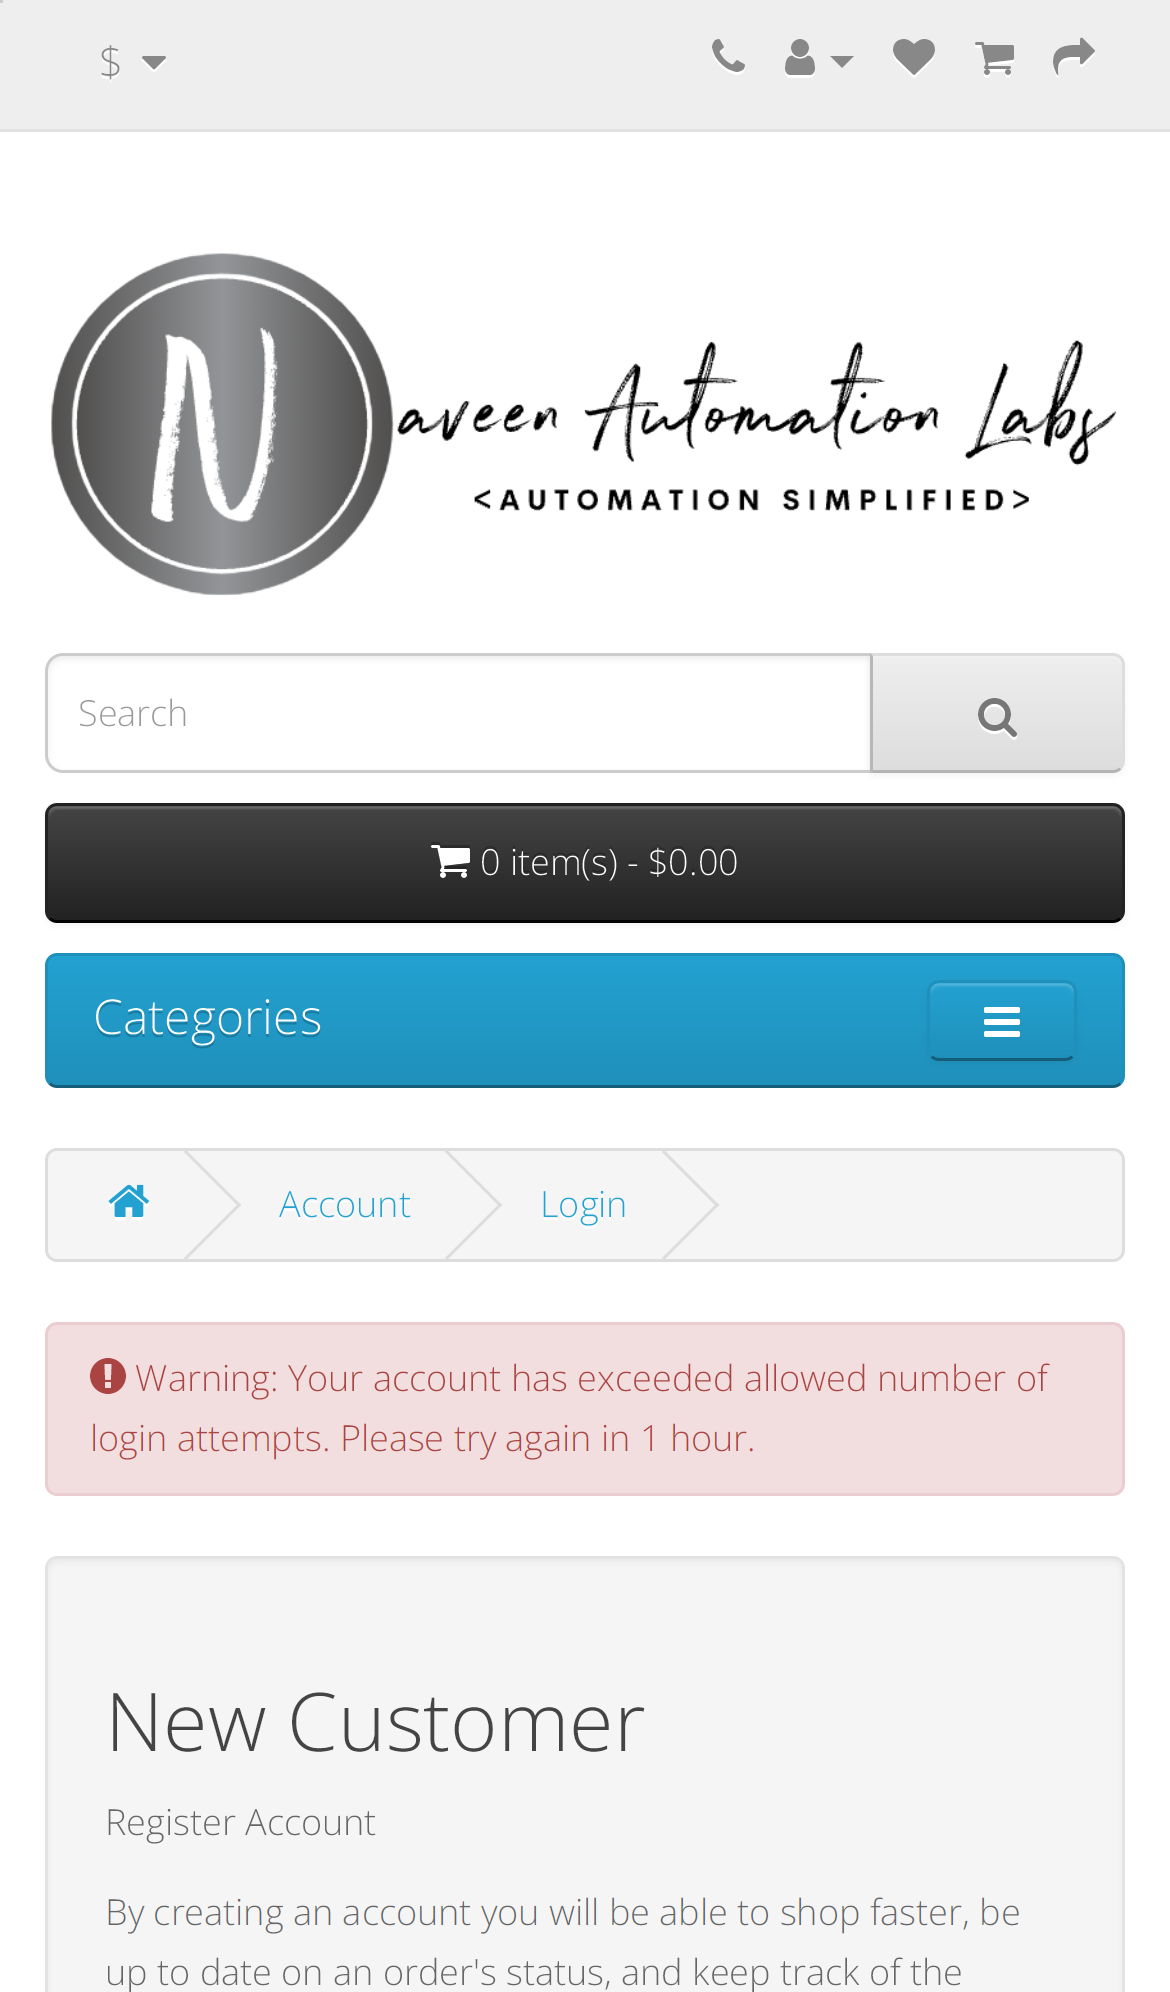 $
Naveen Automation Labs
<AUTOMATION SIMPLIFIED>
Search
0 item(s) - $0.00
Categories
Account
Login
Warning: Your account has exceeded allowed number of
login attempts. Please try again in 1 hour.
New Customer
Register Account
By creating an account you will be able to shop faster, be
up to date on an order's status, and keep track of the